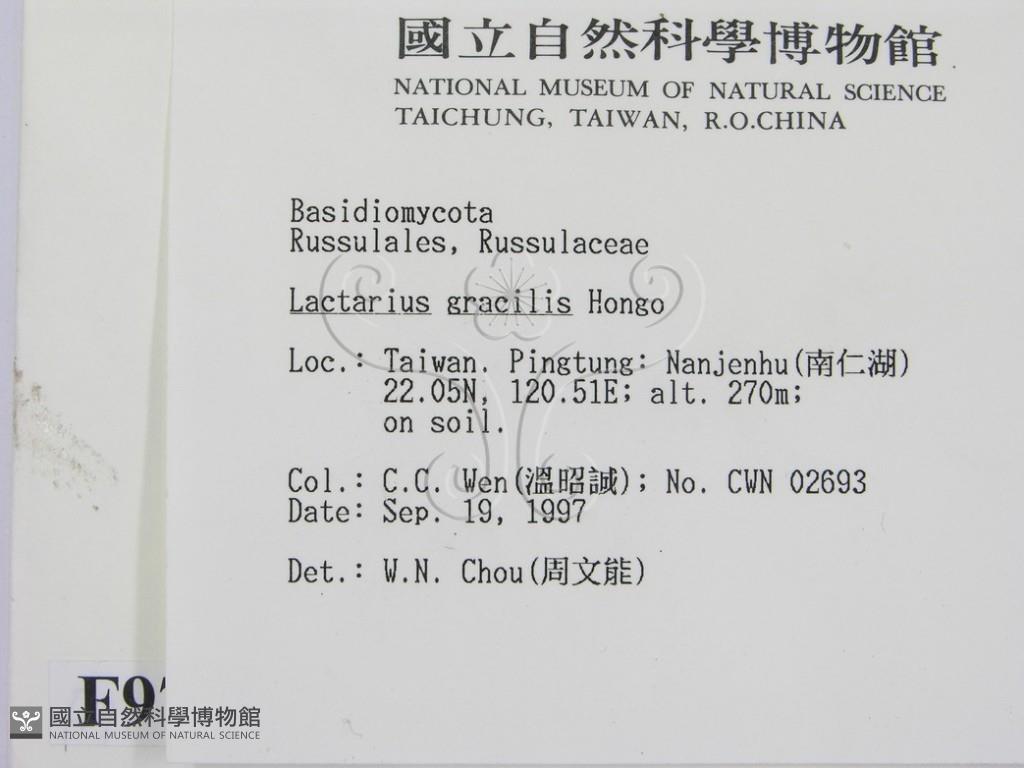 國立自然科學博物館
NATIONAL MUSEUM OF NATURAL SCIENCE
TAICHUNG, TAIWAN, R.O.CHINA
Basidiomycota
Russulales, Russulaceae
Lactarius gracilis Hongo
Loc.: Taiwan. Pingtung: Nanjenhu(南仁湖)
22.05N, 120.51E; alt. 270m;
on soil.
Col.: C.C. Wen(溫昭誠); No. CWN 02693
Date: Sep. 19, 1997
Det.: W.N. Chou(周文能)
國立自然科學博物館
NATIONAL MUSEUM OF NATURAL SCIENCE